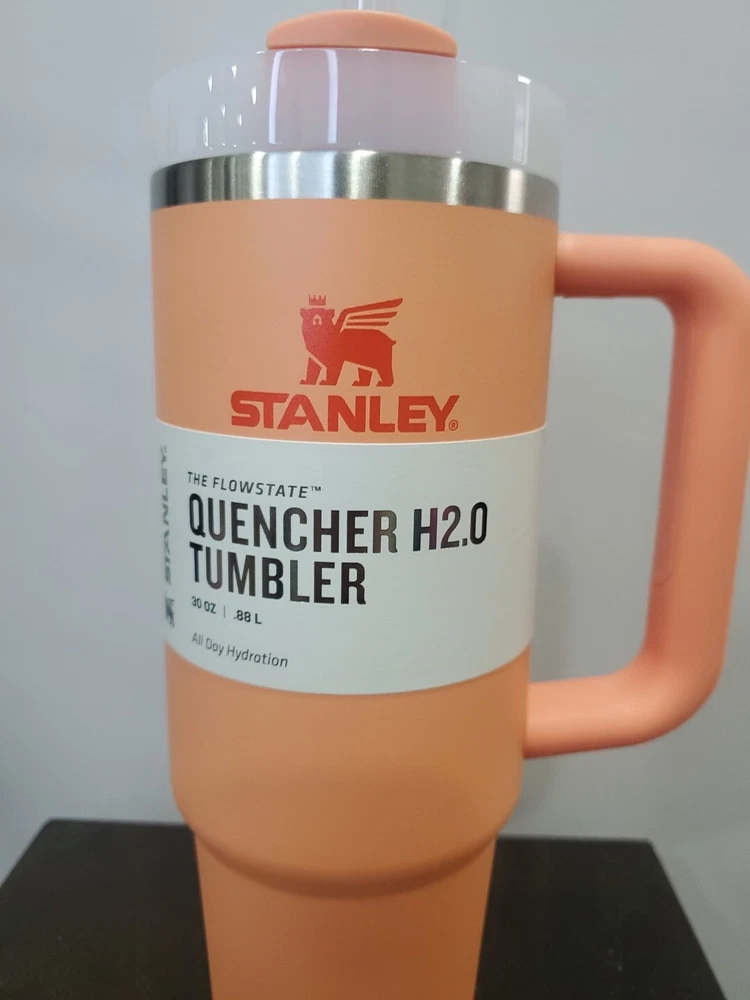 STANLEY®
THE FLOWSTATE™
QUENCHER H2.0
TUMBLER
30 OZ | .88 L
All Day Hydration
STANLEY